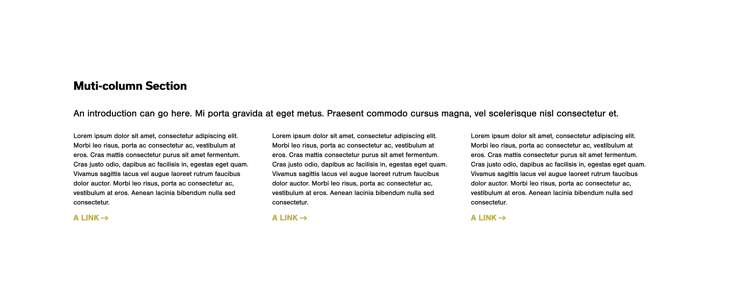 Muti-column Section
An introduction can go here. Mi porta gravida at eget metus. Praesent commodo cursus magna, vel scelerisque nisl consectetur et.
Lorem ipsum dolor sit amet, consectetur adipiscing elit.
Morbi leo risus, porta ac consectetur ac, vestibulum at
eros. Cras mattis consectetur purus sit amet fermentum.
Cras justo odio, dapibus ac facilisis in, egestas eget quam.
Vivamus sagittis lacus vel augue laoreet rutrum faucibus
dolor auctor. Morbi leo risus, porta ac consectetur ac,
vestibulum at eros. Aenean lacinia bibendum nulla sed
consectetur.
A LINK→
Lorem ipsum dolor sit amet, consectetur adipiscing elit.
Morbi leo risus, porta ac consectetur ac, vestibulum at
eros. Cras mattis consectetur purus sit amet fermentum.
Cras justo odio, dapibus ac facilisis in, egestas eget quam.
Vivamus sagittis lacus vel augue laoreet rutrum faucibus
dolor auctor. Morbi leo risus, porta ac consectetur ac,
vestibulum at eros. Aenean lacinia bibendum nulla sed
consectetur.
A LINK→
Lorem ipsum dolor sit amet, consectetur adipiscing elit.
Morbi leo risus, porta ac consectetur ac, vestibulum at
eros. Cras mattis consectetur purus sit amet fermentum.
Cras justo odio, dapibus ac facilisis in, egestas eget quam.
Vivamus sagittis lacus vel augue laoreet rutrum faucibus
dolor auctor. Morbi leo risus, porta ac consectetur ac,
vestibulum at eros. Aenean lacinia bibendum nulla sed
consectetur.
A LINK→